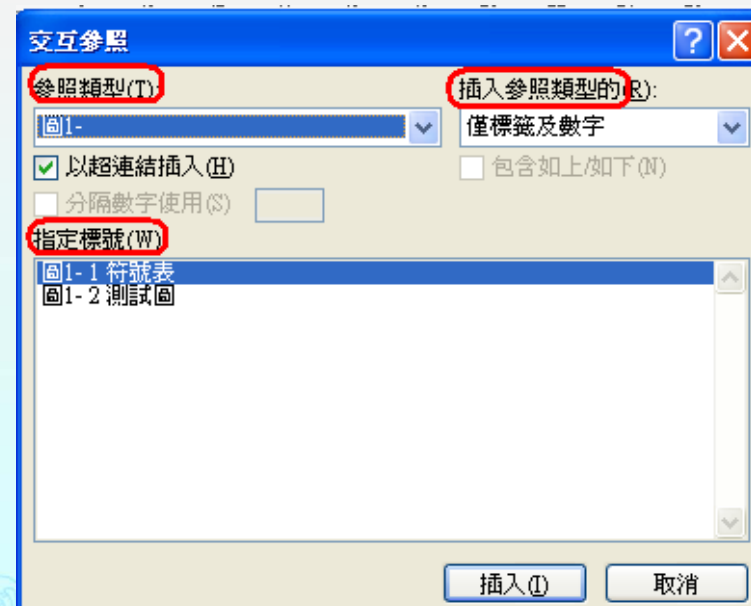 交互參照
參照類型(T):
插入參照類型的(R):
圖1-
僅標籤及數字
以超連結插入(H)
包含如上/如下(N)
分隔數字使用(S)
指定標號(W)
圖1- 1 符號表
圖1- 2 測試圖
插入(I)
取消